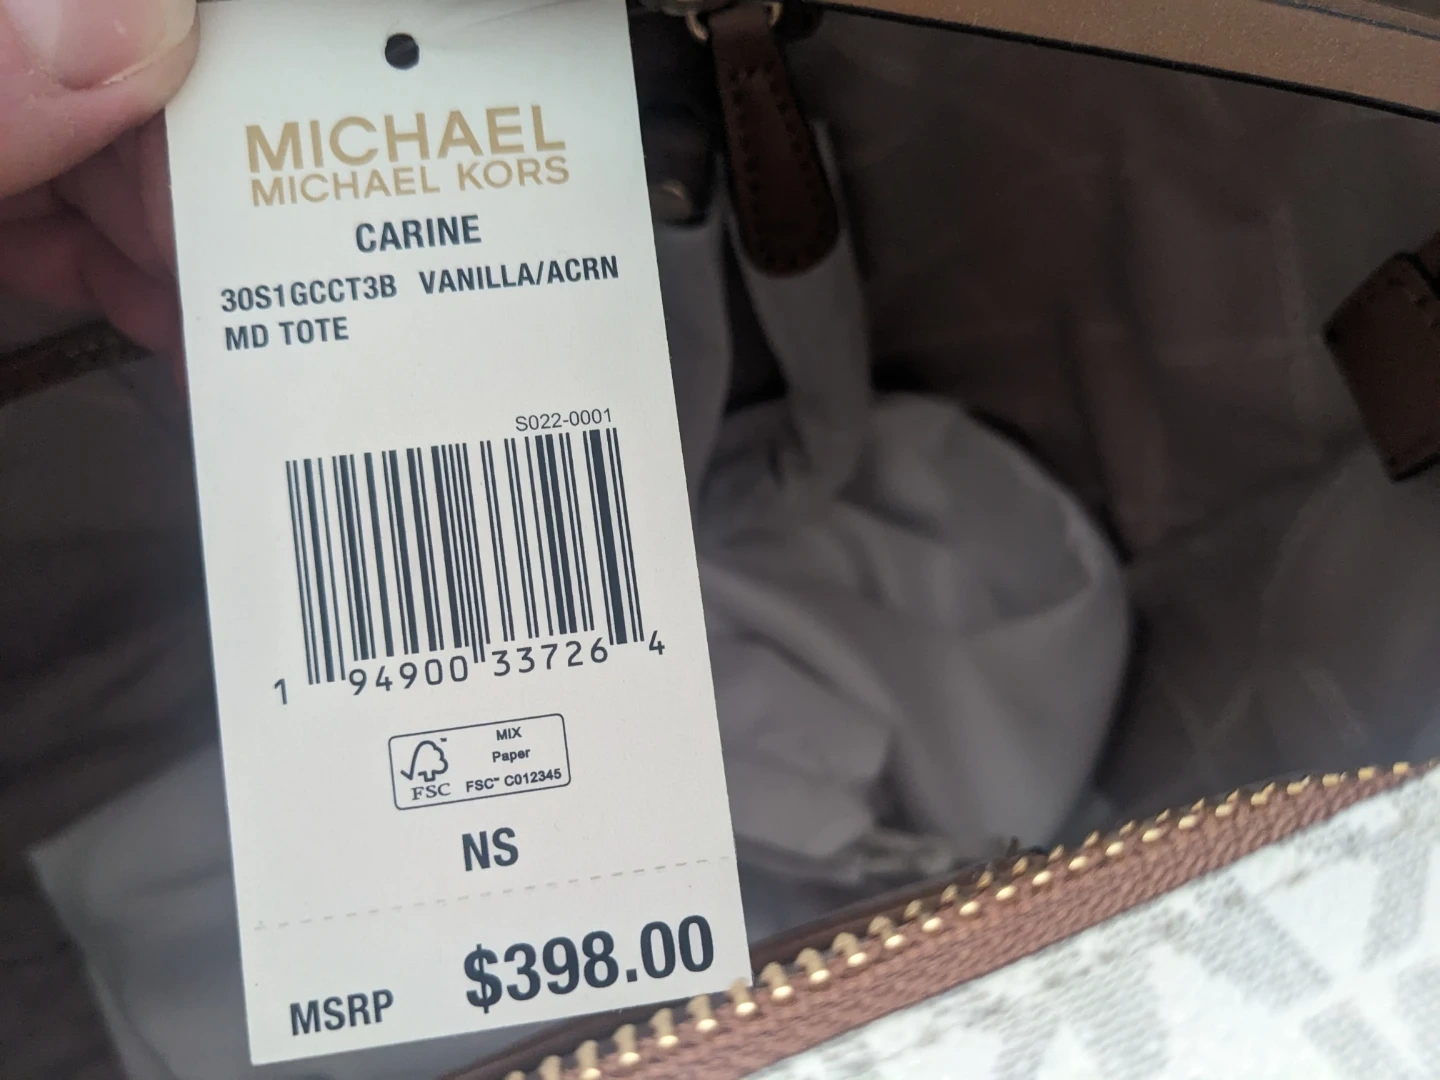 MICHAEL
MICHAEL KORS
CARINE
30S1GCCT3B VANILLA/ACRN
MD TOTE
S022-0001
1 94900 33726 4
MIX
Paper
FSC™ C012345
FSC
NS
MSRP $398.00